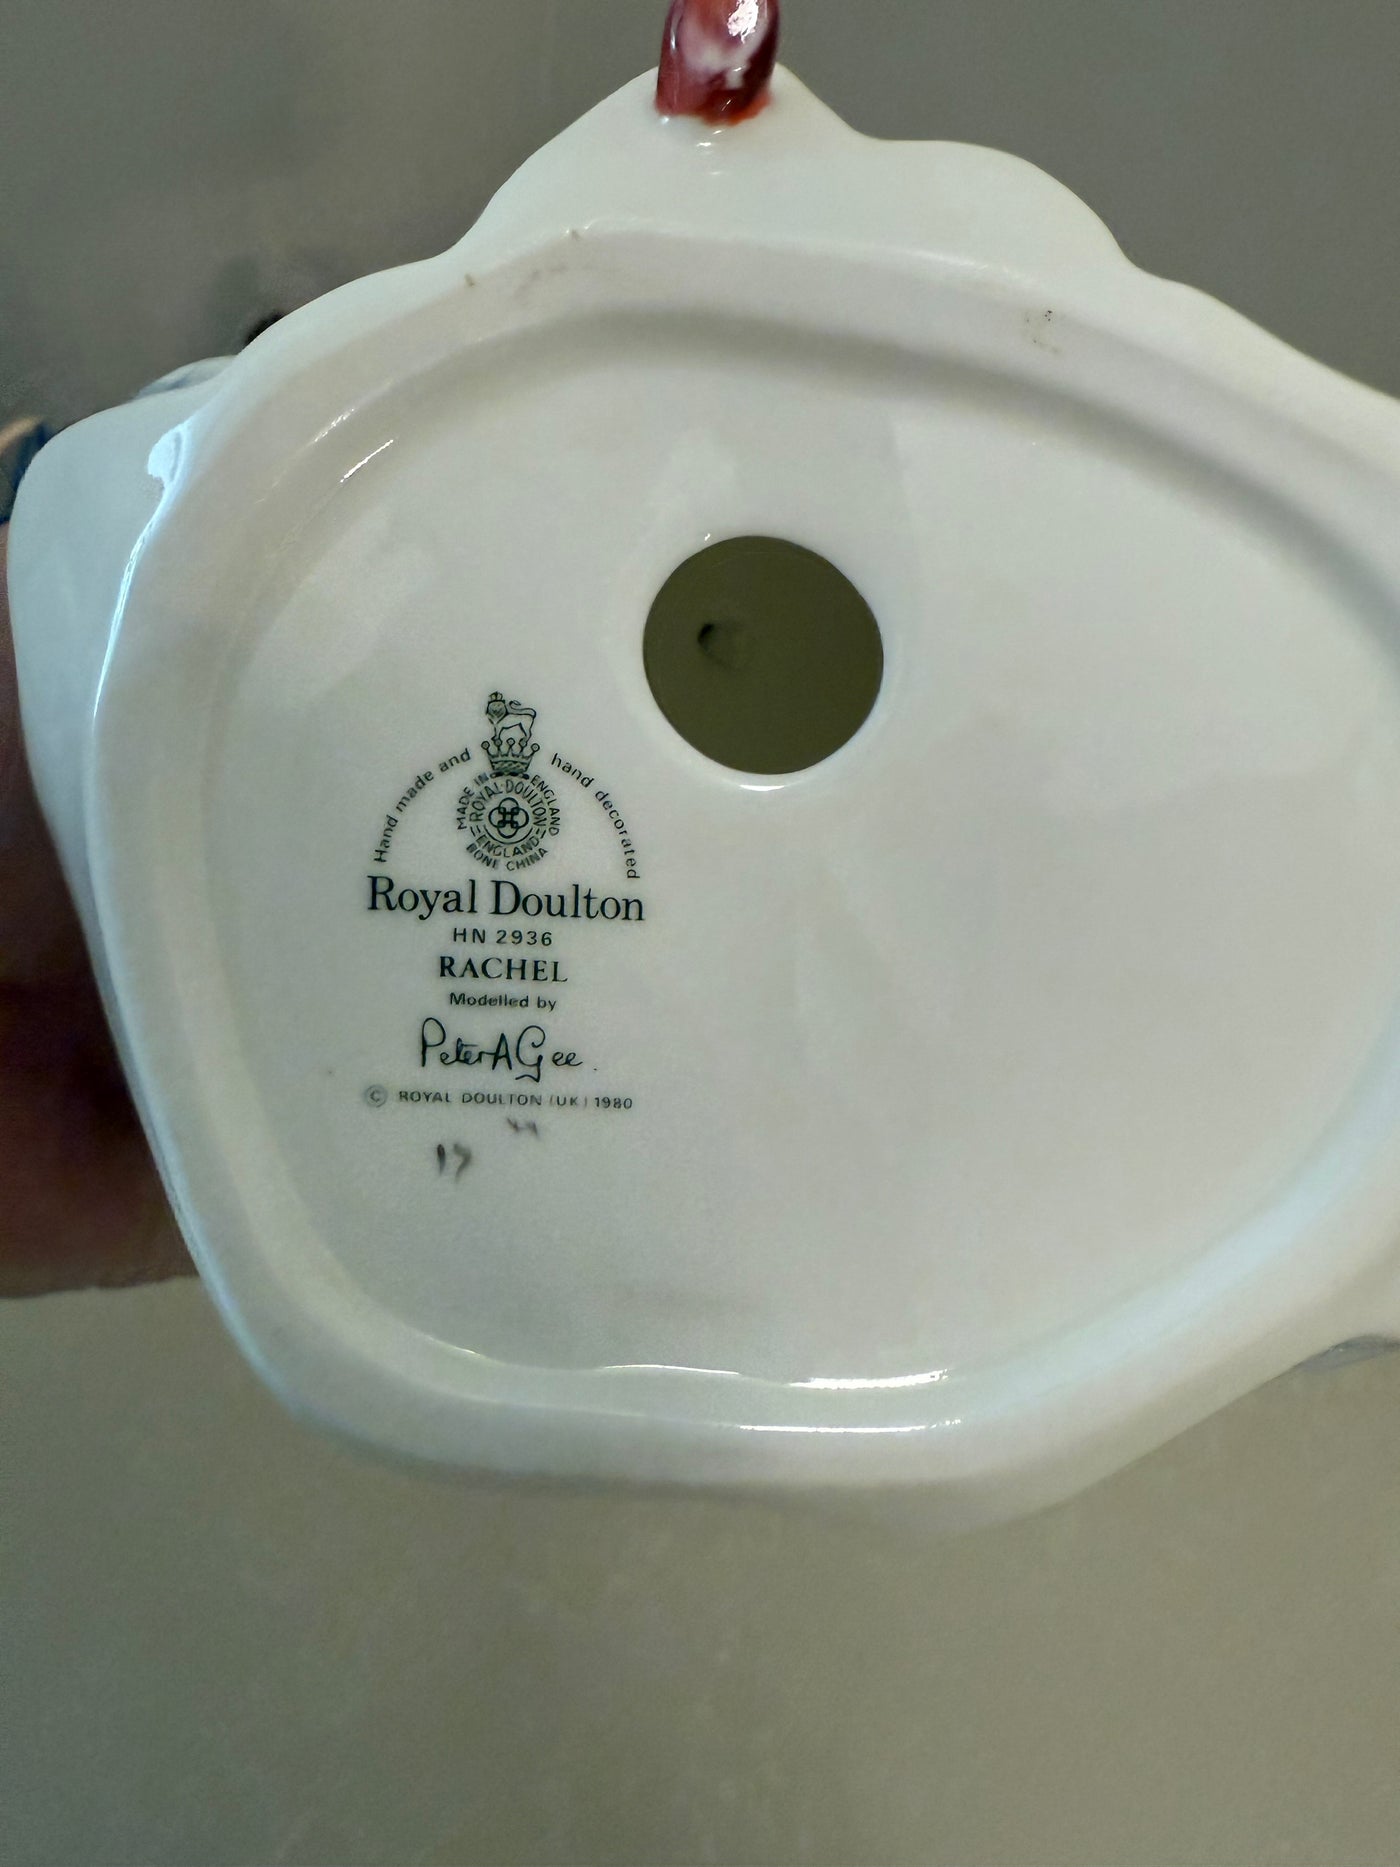 Hand made and hand decorated
MADE IN ENGLAND
ROYAL DOULTON
ENGLAND
BONE CHINA
Royal Doulton
HN 2936
RACHEL
Modelled by
Peter A Gee.
© ROYAL DOULTON (UK) 1980